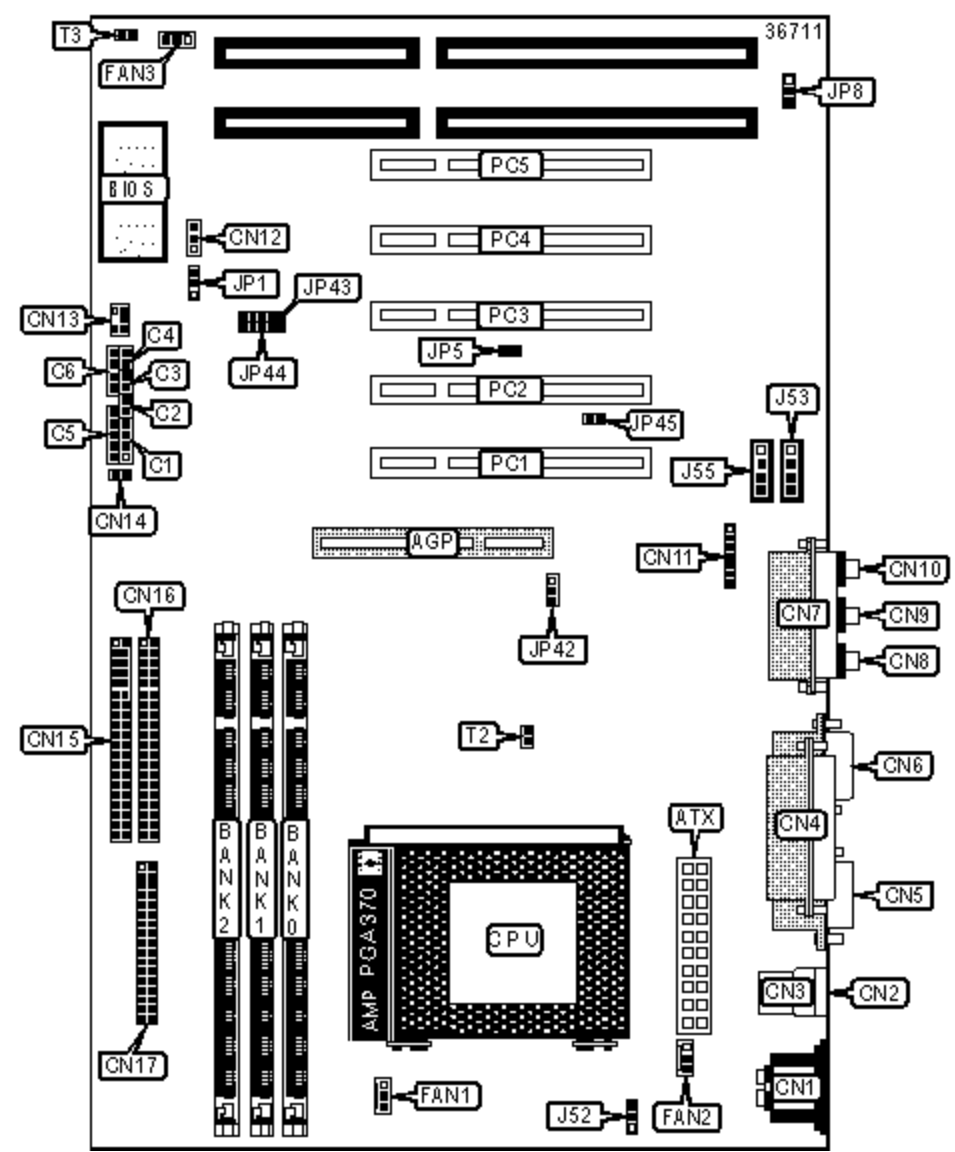 T3
36711
FAN3
JP8
PC5
BIOS
CN12
PC4
JP1
JP43
CN13
PC3
C4
JP5
C6
C3
JP44
PC2
J53
C2
JP45
C5
C1
PC1
J55
CN14
AGP
CN11
CN10
CN16
CN7
CN9
JP42
CN8
CN15
T2
CN6
ATX
CN4
BANK2
BANK1
BANK0
AMP PGA370
CPU
CN5
CN3
CN2
CN17
CN1
FAN1
J52
FAN2